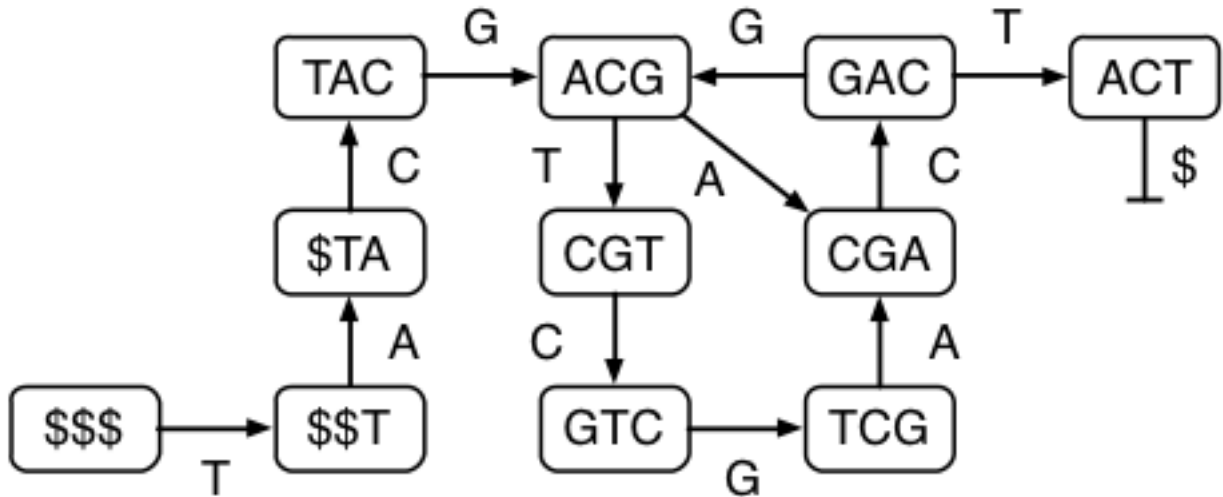 G G T
TAC ACG GAC ACT
C T A C $
$TA CGT CGA
A C A
$$$ $$T GTC TCG
T G